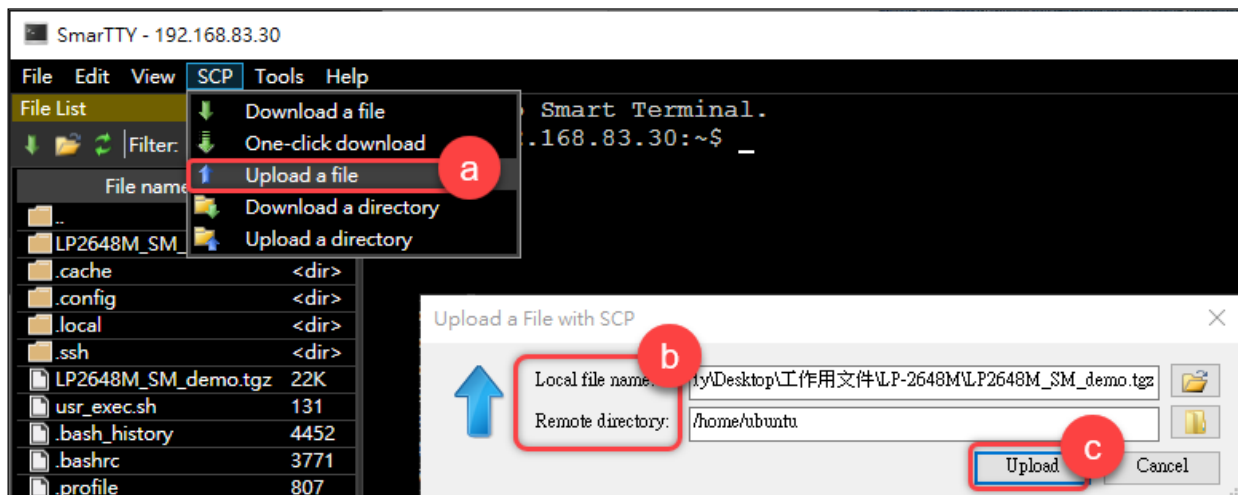 SmarTTY - 192.168.83.30
File Edit View SCP Tools Help
File List
Filter:
File name
Download a file
One-click download
Upload a file
a
Download a directory
Upload a directory
Smart Terminal.
.168.83.30:~$ _
..
LP2648M_SM_
.cache <dir>
.config <dir>
.local <dir>
.ssh <dir>
LP2648M_SM_demo.tgz 22K
usr_exec.sh 131
.bash_history 4452
.bashrc 3771
.profile 807
Upload a File with SCP
b
Local file name: \Desktop\工作用文件\LP-2648M\LP2648M_SM_demo.tgz
Remote directory: /home/ubuntu
c
Upload Cancel